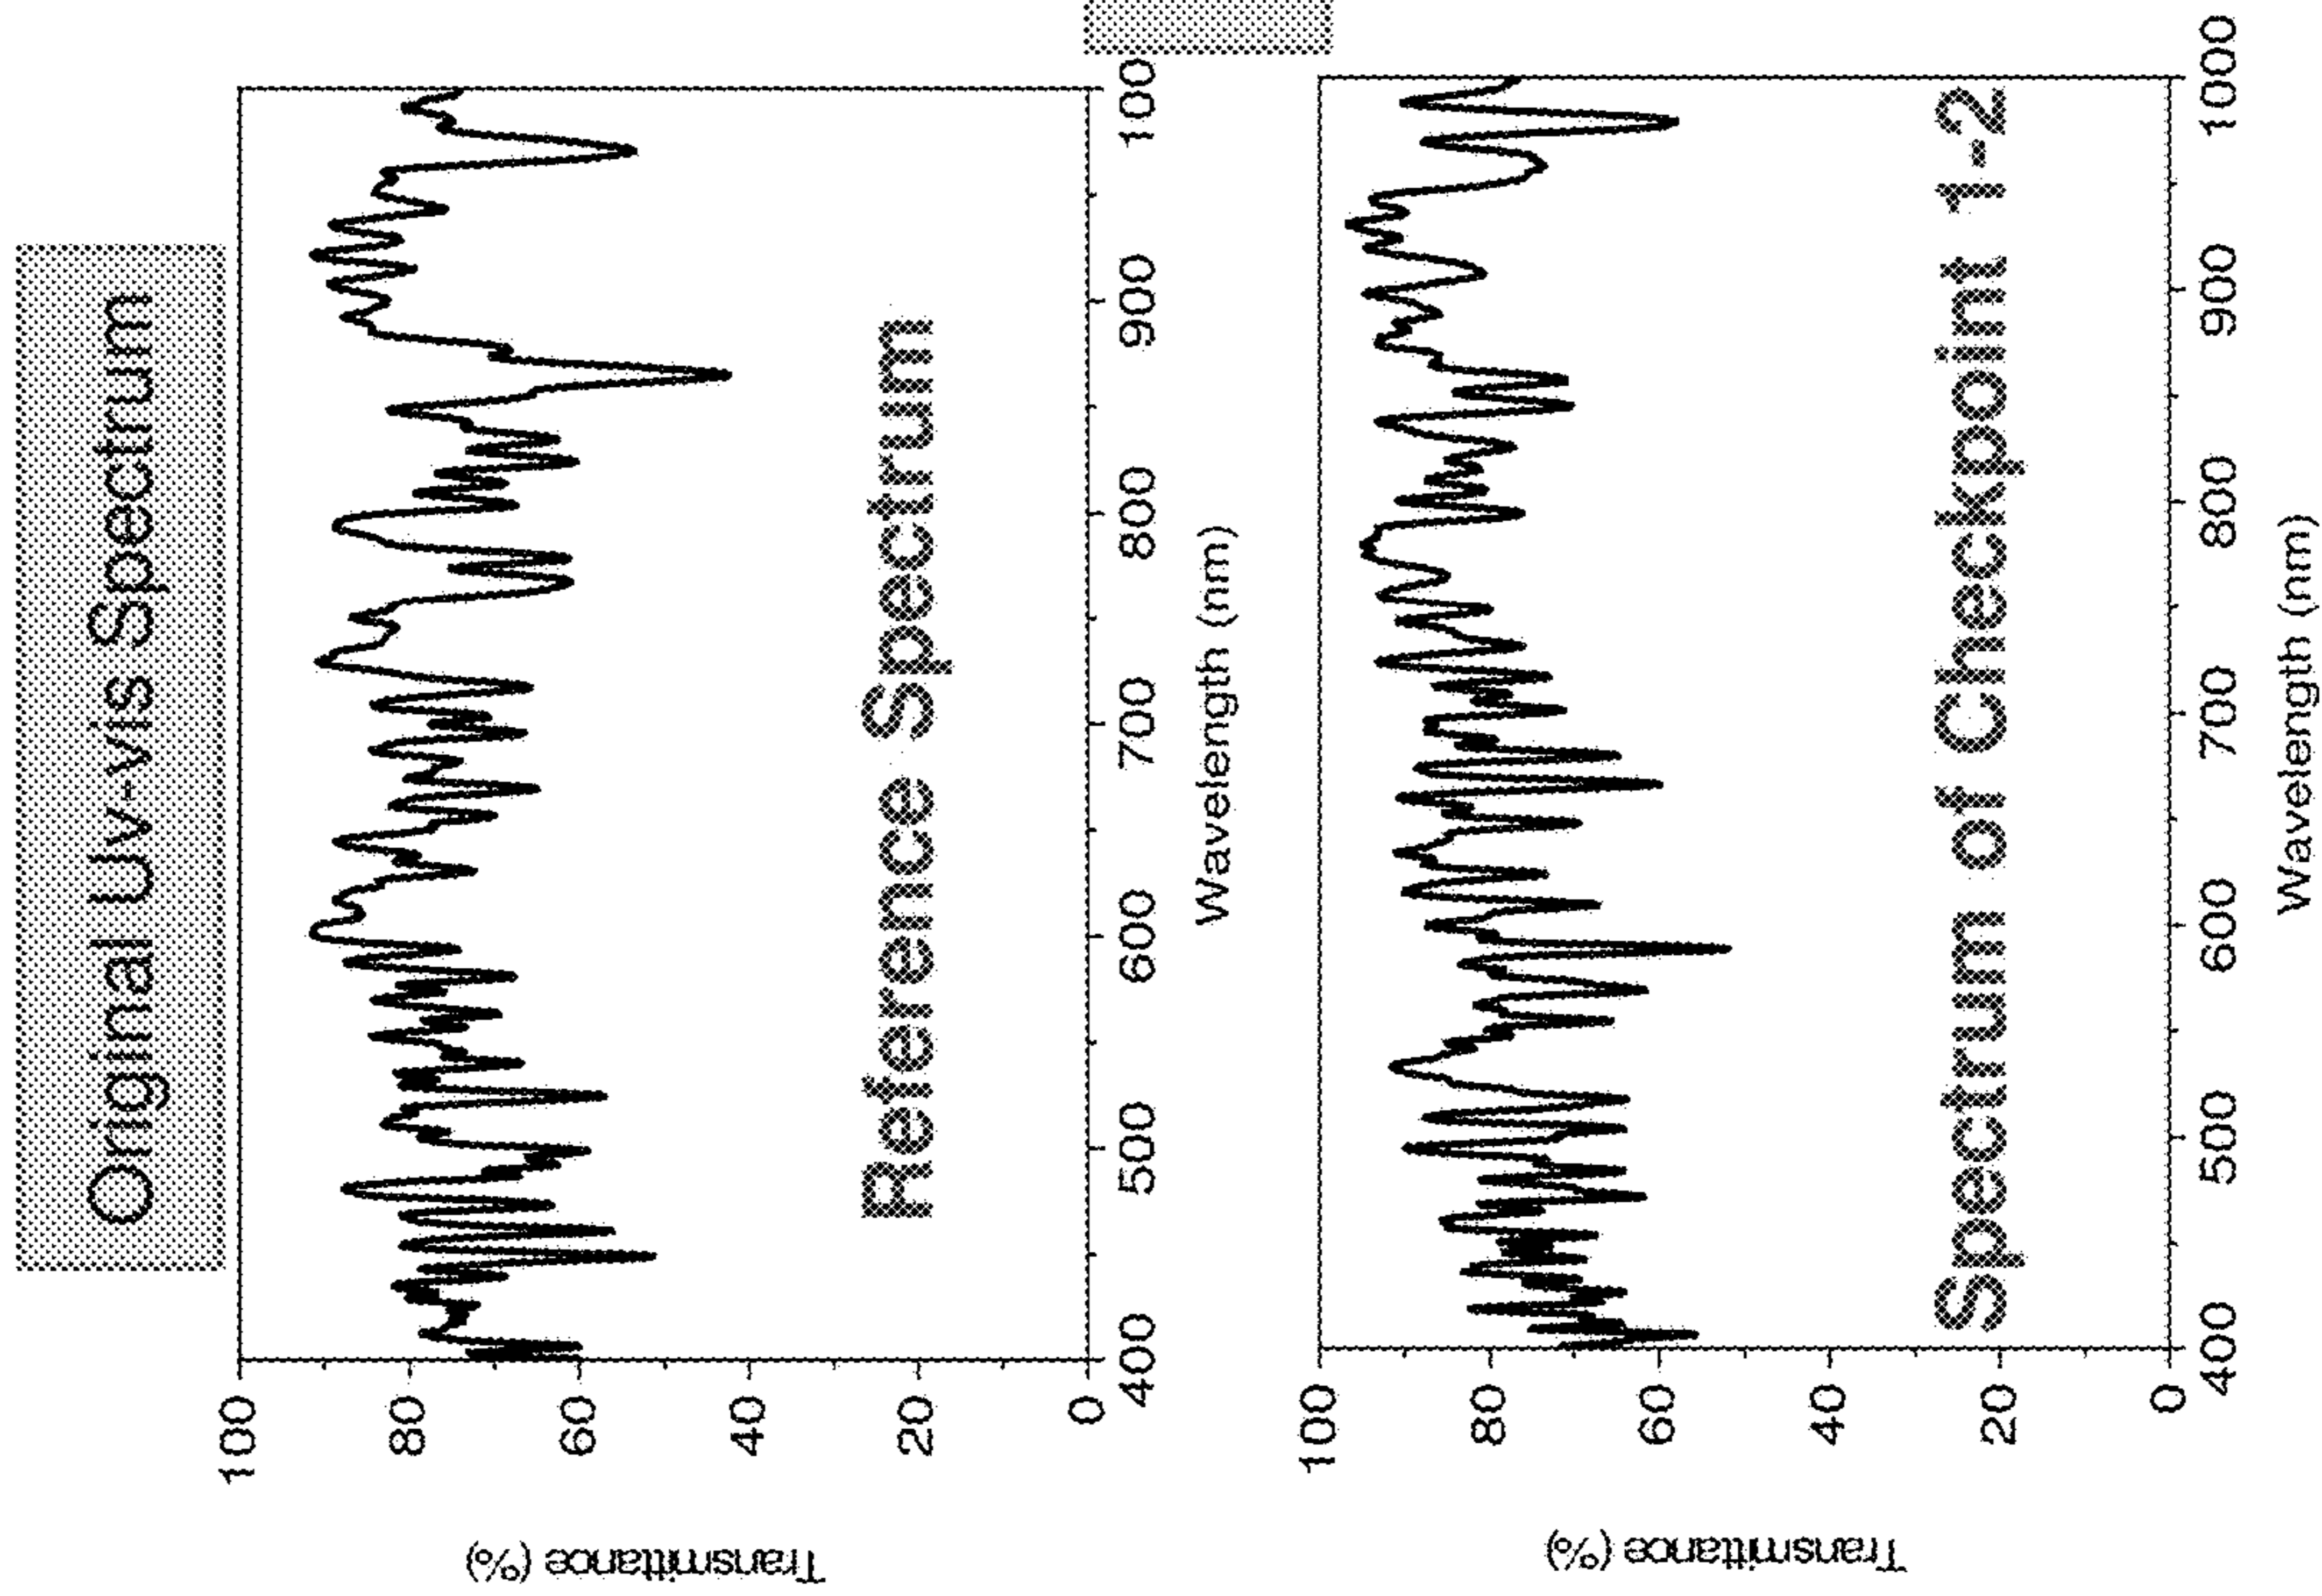 Original Uv-vis Spectrum
Transmittance (%)
100
80
60
40
20
0
Reference Spectrum
400 500 600 700 800 900 100
Wavelength (nm)
Transmittance (%)
100
80
60
40
20
0
Spectrum of Checkpoint 1-2
400 500 600 700 800 900 1000
Wavelength (nm)